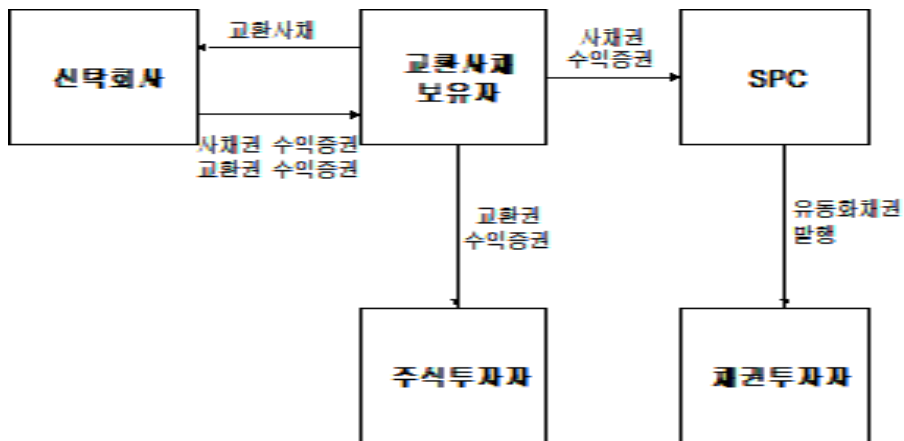 교환사채
신탁회사
교환사채
보유자
사채권
수익증권
SPC
사채권 수익증권
교환권 수익증권
교환권
수익증권
유동화채권
발행
주식투자자
채권투자자